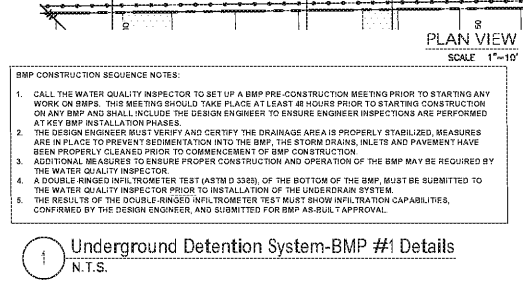 PLAN VIEW
SCALE 1"=10'
BMP CONSTRUCTION SEQUENCE NOTES:
1. CALL THE WATER QUALITY INSPECTOR TO SET UP A BMP PRE-CONSTRUCTION MEETING PRIOR TO STARTING ANY
WORK ON BMPS. THIS MEETING SHOULD TAKE PLACE AT LEAST 48 HOURS PRIOR TO STARTING CONSTRUCTION
ON ANY BMP AND SHALL INCLUDE THE DESIGN ENGINEER TO ENSURE ENGINEER INSPECTIONS ARE PERFORMED
AT KEY BMP INSTALLATION PHASES.
2. THE DESIGN ENGINEER MUST VERIFY AND CERTIFY THE DRAINAGE AREA IS PROPERLY STABILIZED, MEASURES
ARE IN PLACE TO PREVENT SEDIMENTATION INTO THE BMP, THE STORM DRAINS, INLETS AND PAVEMENT HAVE
BEEN PROPERLY CLEANED PRIOR TO COMMENCEMENT OF BMP CONSTRUCTION.
3. ADDITIONAL MEASURES TO ENSURE PROPER CONSTRUCTION AND OPERATION OF THE BMP MAY BE REQUIRED BY
THE WATER QUALITY INSPECTOR.
4. A DOUBLE-RINGED INFILTROMETER TEST (ASTM D 3385), OF THE BOTTOM OF THE BMP, MUST BE SUBMITTED TO
THE WATER QUALITY INSPECTOR PRIOR TO INSTALLATION OF THE UNDERDRAIN SYSTEM.
5. THE RESULTS OF THE DOUBLE-RINGED INFILTROMETER TEST MUST SHOW INFILTRATION CAPABILITIES,
CONFIRMED BY THE DESIGN ENGINEER, AND SUBMITTED FOR BMP AS-BUILT APPROVAL.
1 Underground Detention System-BMP #1 Details
N.T.S.